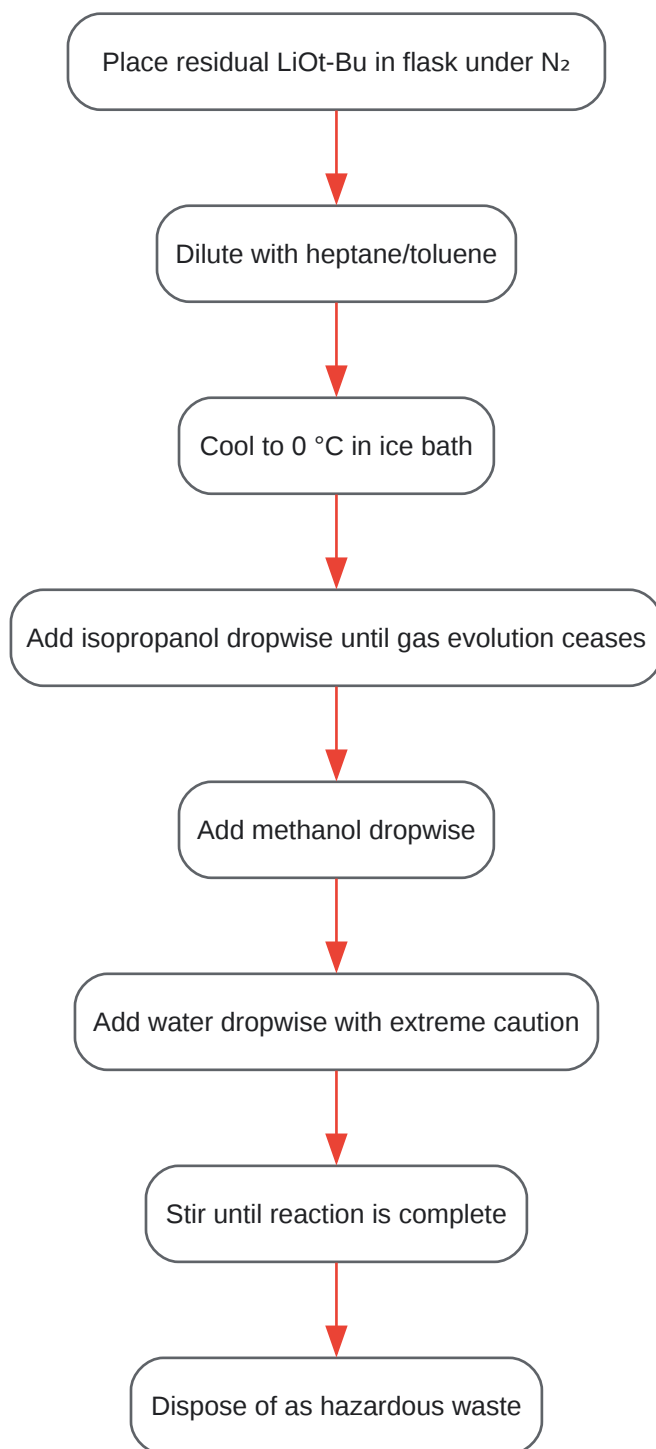 Place residual LiOt-Bu in flask under N₂
Dilute with heptane/toluene
Cool to 0 °C in ice bath
Add isopropanol dropwise until gas evolution ceases
Add methanol dropwise
Add water dropwise with extreme caution
Stir until reaction is complete
Dispose of as hazardous waste